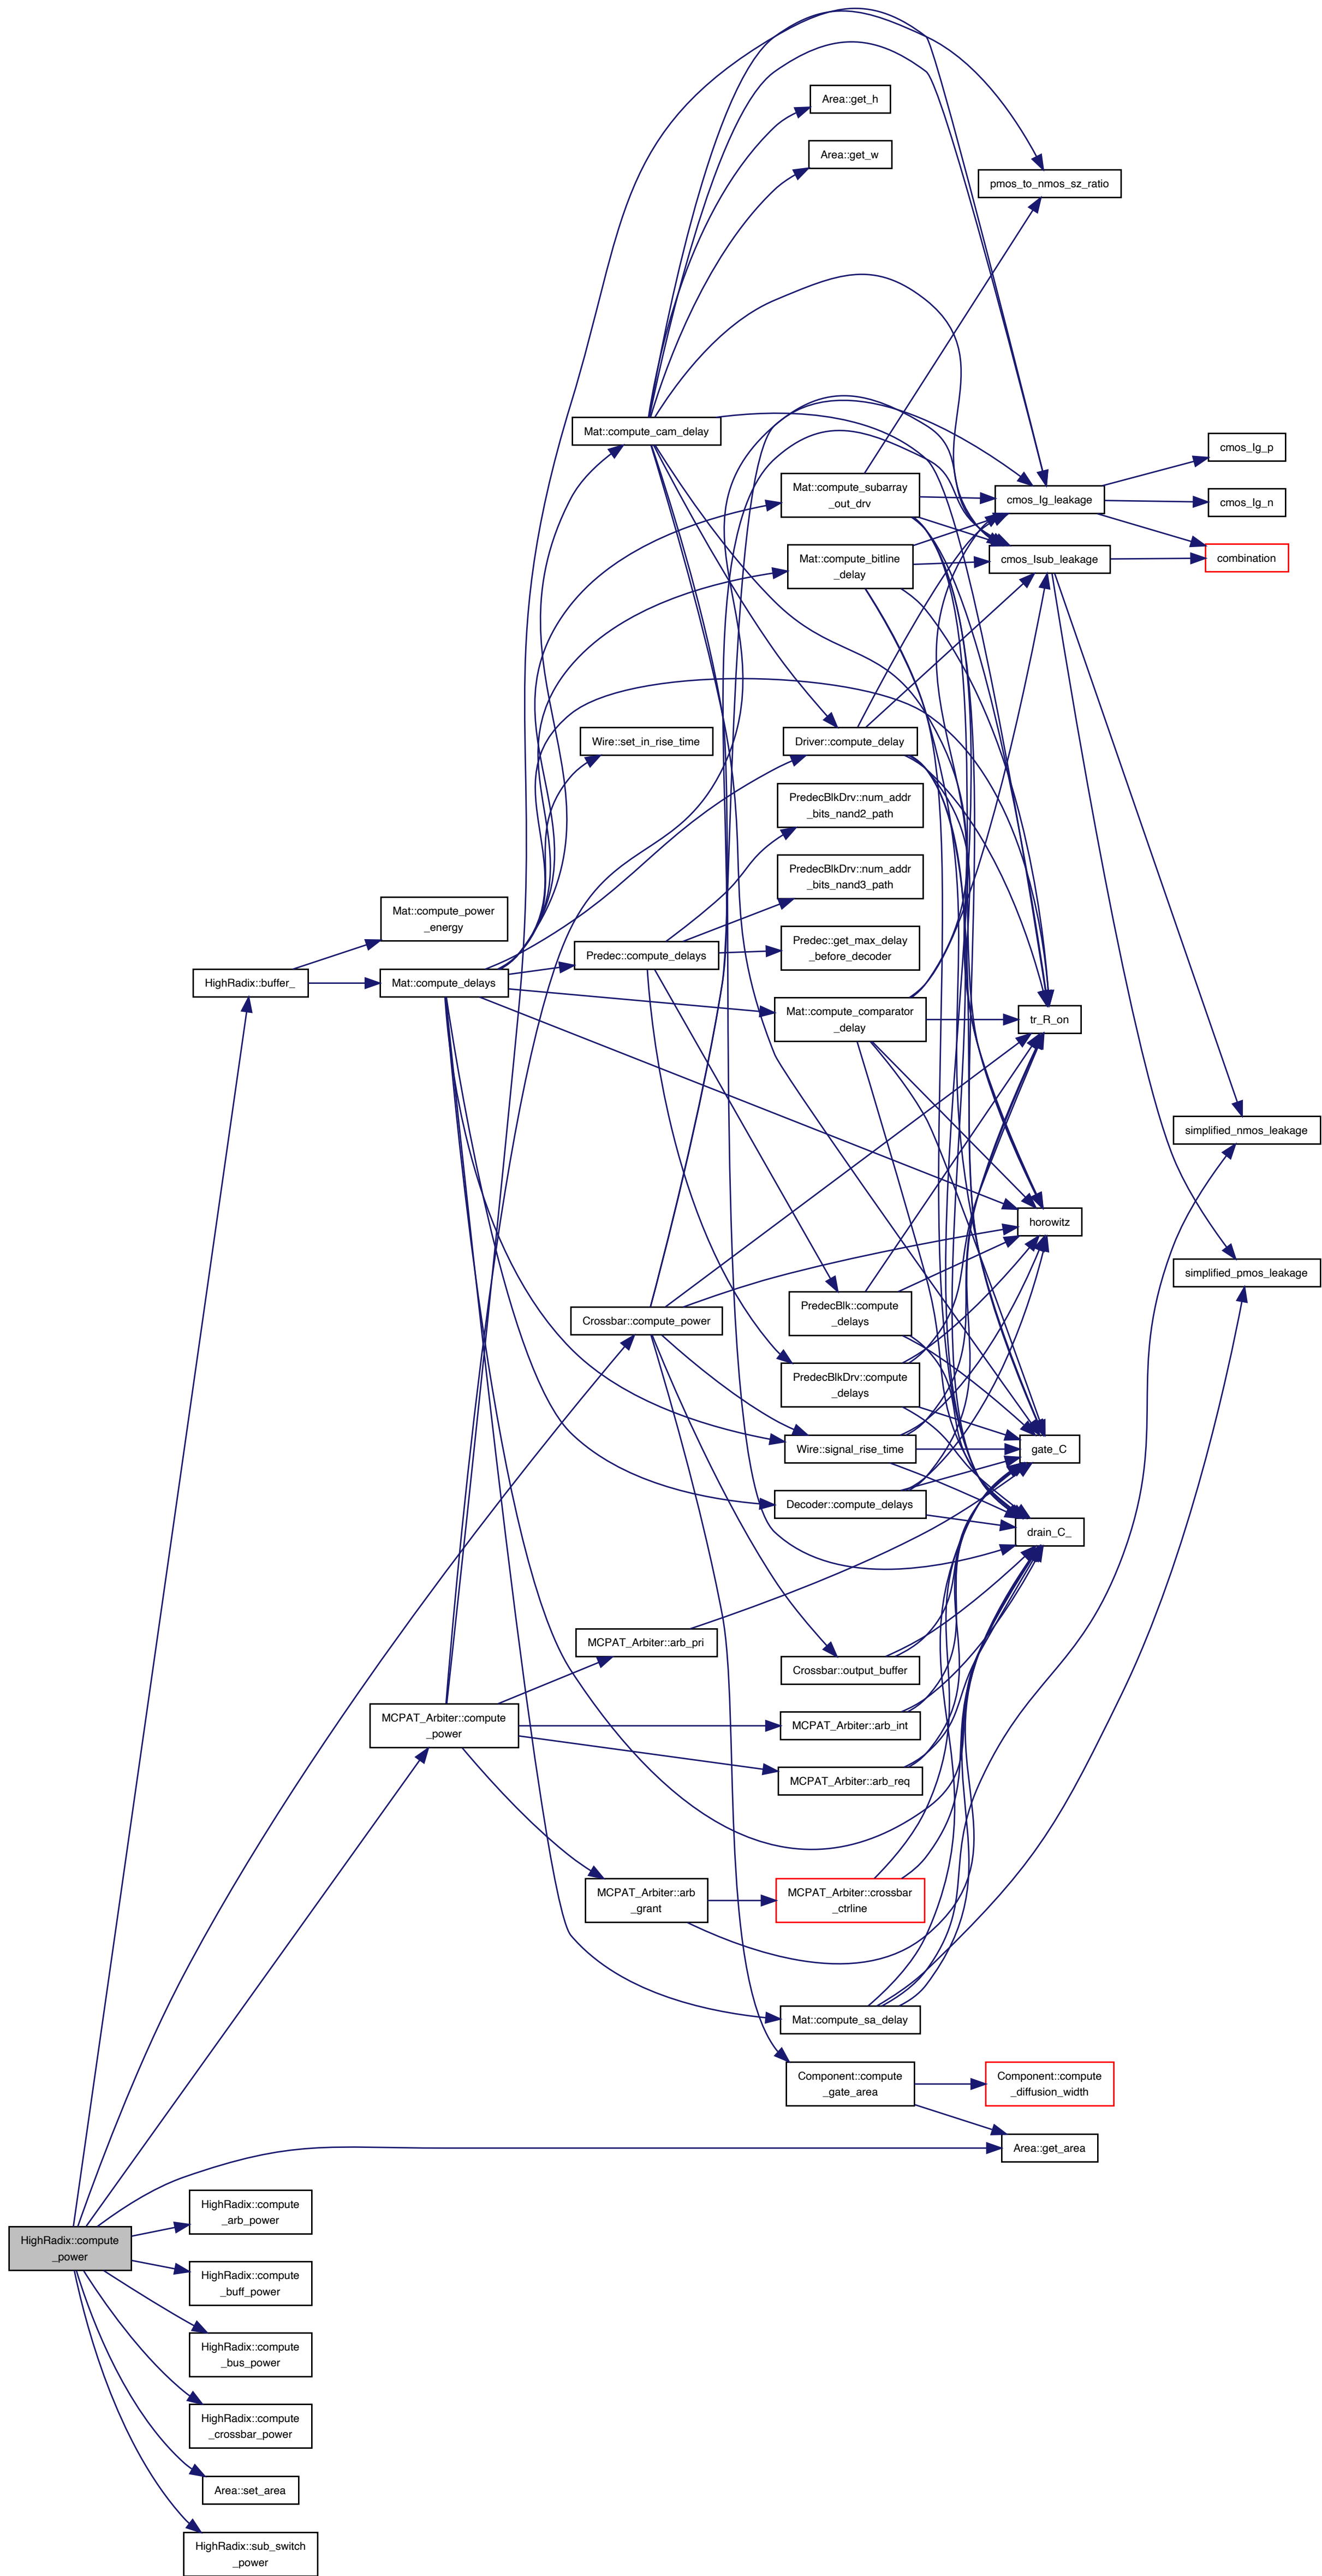 Area::get_h
Area::get_w
pmos_to_nmos_sz_ratio
Mat::compute_cam_delay
cmos_Ig_p
Mat::compute_subarray
_out_drv
cmos_Ig_leakage
cmos_Ig_n
Mat::compute_bitline
_delay
cmos_Isub_leakage
combination
Wire::set_in_rise_time
Driver::compute_delay
PredecBlkDrv::num_addr
_bits_nand2_path
PredecBlkDrv::num_addr
_bits_nand3_path
Mat::compute_power
_energy
Predec::compute_delays
Predec::get_max_delay
_before_decoder
HighRadix::buffer_
Mat::compute_delays
Mat::compute_comparator
_delay
tr_R_on
simplified_nmos_leakage
horowitz
simplified_pmos_leakage
Crossbar::compute_power
PredecBlk::compute
_delays
PredecBlkDrv::compute
_delays
Wire::signal_rise_time
gate_C
Decoder::compute_delays
drain_C_
MCPAT_Arbiter::arb_pri
Crossbar::output_buffer
MCPAT_Arbiter::compute
_power
MCPAT_Arbiter::arb_int
MCPAT_Arbiter::arb_req
MCPAT_Arbiter::arb
_grant
MCPAT_Arbiter::crossbar
_ctrline
Mat::compute_sa_delay
Component::compute
_gate_area
Component::compute
_diffusion_width
Area::get_area
HighRadix::compute
_arb_power
HighRadix::compute
_power
HighRadix::compute
_buff_power
HighRadix::compute
_bus_power
HighRadix::compute
_crossbar_power
Area::set_area
HighRadix::sub_switch
_power